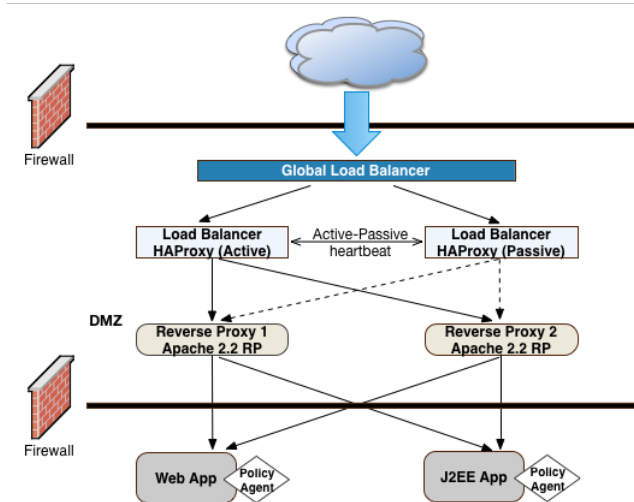 Firewall
Global Load Balancer
Load Balancer
HAProxy (Active)
Active-Passive
heartbeat
Load Balancer
HAProxy (Passive)
DMZ
Reverse Proxy 1
Apache 2.2 RP
Reverse Proxy 2
Apache 2.2 RP
Firewall
Web App
Policy
Agent
J2EE App
Policy
Agent